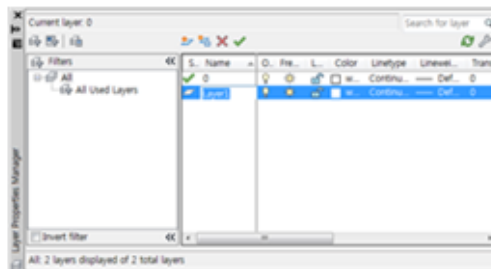 Current layer: 0
Search for layer
Filters
S.. Name O.. Fre... L... Color Linetype Linewei... Trans
All
0 w... Continu... Def... 0
All Used Layers
Layer1 w... Continu... Def... 0
Invert filter
All: 2 layers displayed of 2 total layers
Layer Properties Manager